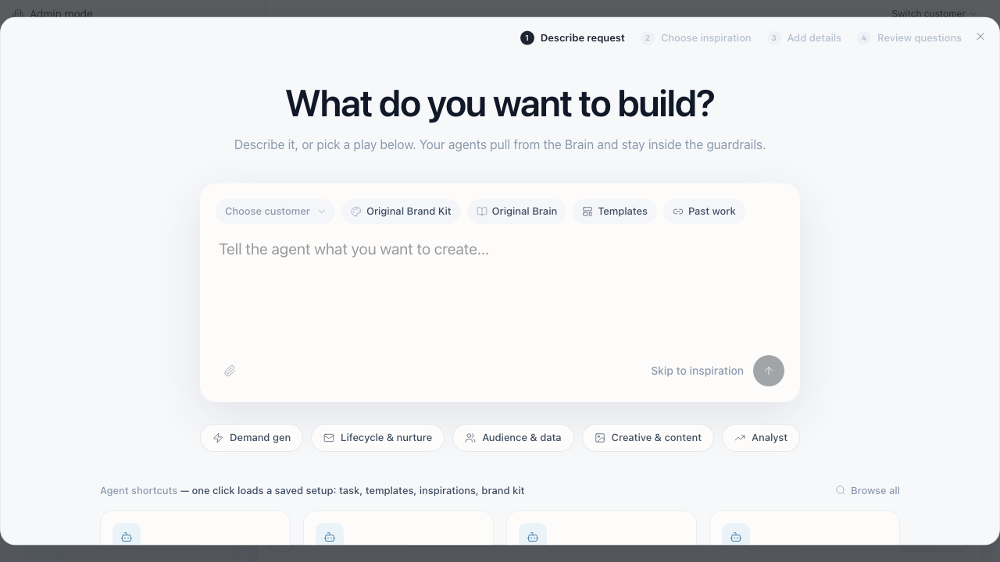 Admin mode
Switch customer
1 Describe request
2 Choose inspiration
3 Add details
4 Review questions
What do you want to build?
Describe it, or pick a play below. Your agents pull from the Brain and stay inside the guardrails.
Choose customer
Original Brand Kit
Original Brain
Templates
Past work
Tell the agent what you want to create...
Skip to inspiration
Demand gen
Lifecycle & nurture
Audience & data
Creative & content
Analyst
Agent shortcuts — one click loads a saved setup: task, templates, inspirations, brand kit
Browse all